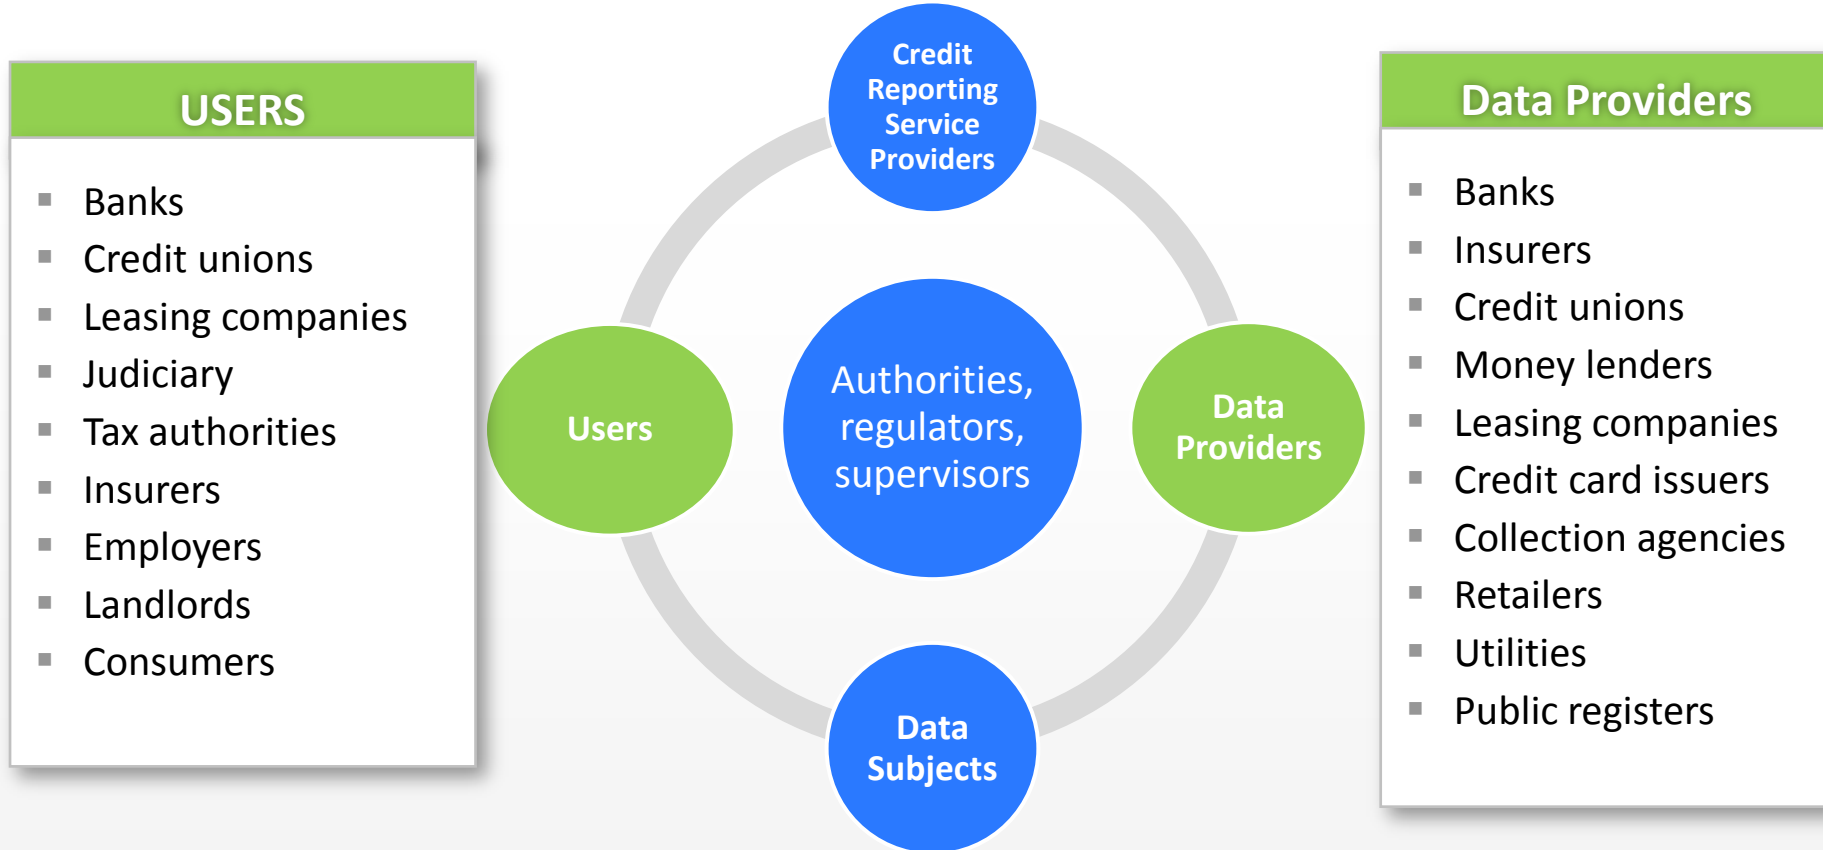 USERS
Banks
Credit unions
Leasing companies
Judiciary
Tax authorities
Insurers
Employers
Landlords
Consumers
Credit
Reporting
Service
Providers
Users
Authorities,
regulators,
supervisors
Data
Providers
Data
Subjects
Data Providers
Banks
Insurers
Credit unions
Money lenders
Leasing companies
Credit card issuers
Collection agencies
Retailers
Utilities
Public registers